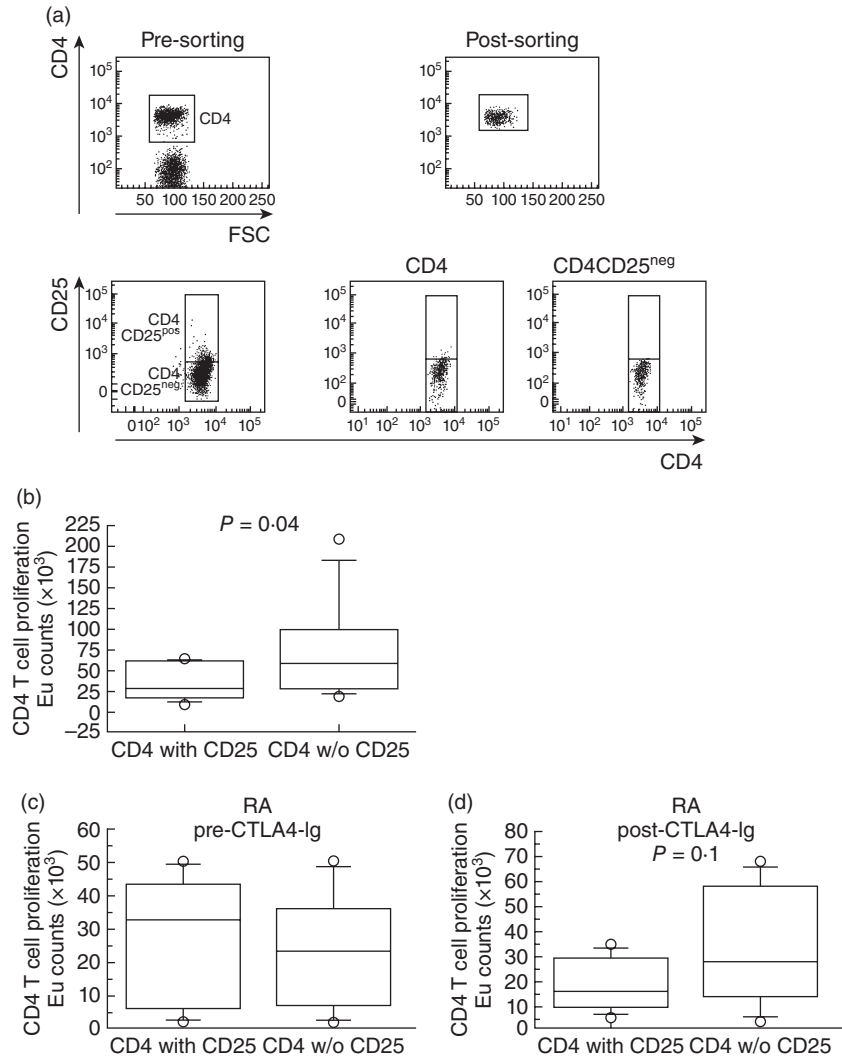 (a)
Pre-sorting
Post-sorting
CD4
10⁵
10⁴
10³
10²
CD4
50 100 150 200 250
FSC
10⁵
10⁴
10³
10²
50 100 150 200 250
CD4
CD4CD25ⁿᵉᵍ
CD25
10⁵
10⁴
10³
0
CD4
CD25ᵖᵒˢ
CD4
CD25ⁿᵉᵍ
0 10² 10³ 10⁴ 10⁵
10⁵
10⁴
10³
10²
0
10¹ 10² 10³ 10⁴ 10⁵
10⁵
10⁴
10³
10²
0
10¹ 10² 10³ 10⁴ 10⁵
CD4
(b)
P = 0·04
CD4 T cell proliferation
Eu counts (×10³)
225
200
175
150
125
100
75
50
25
0
–25
CD4 with CD25 CD4 w/o CD25
(c)
RA
pre-CTLA4-Ig
CD4 T cell proliferation
Eu counts (×10³)
60
50
40
30
20
10
0
CD4 with CD25 CD4 w/o CD25
(d)
RA
post-CTLA4-Ig
P = 0·1
CD4 T cell proliferation
Eu counts (×10³)
80
70
60
50
40
30
20
10
0
CD4 with CD25 CD4 w/o CD25